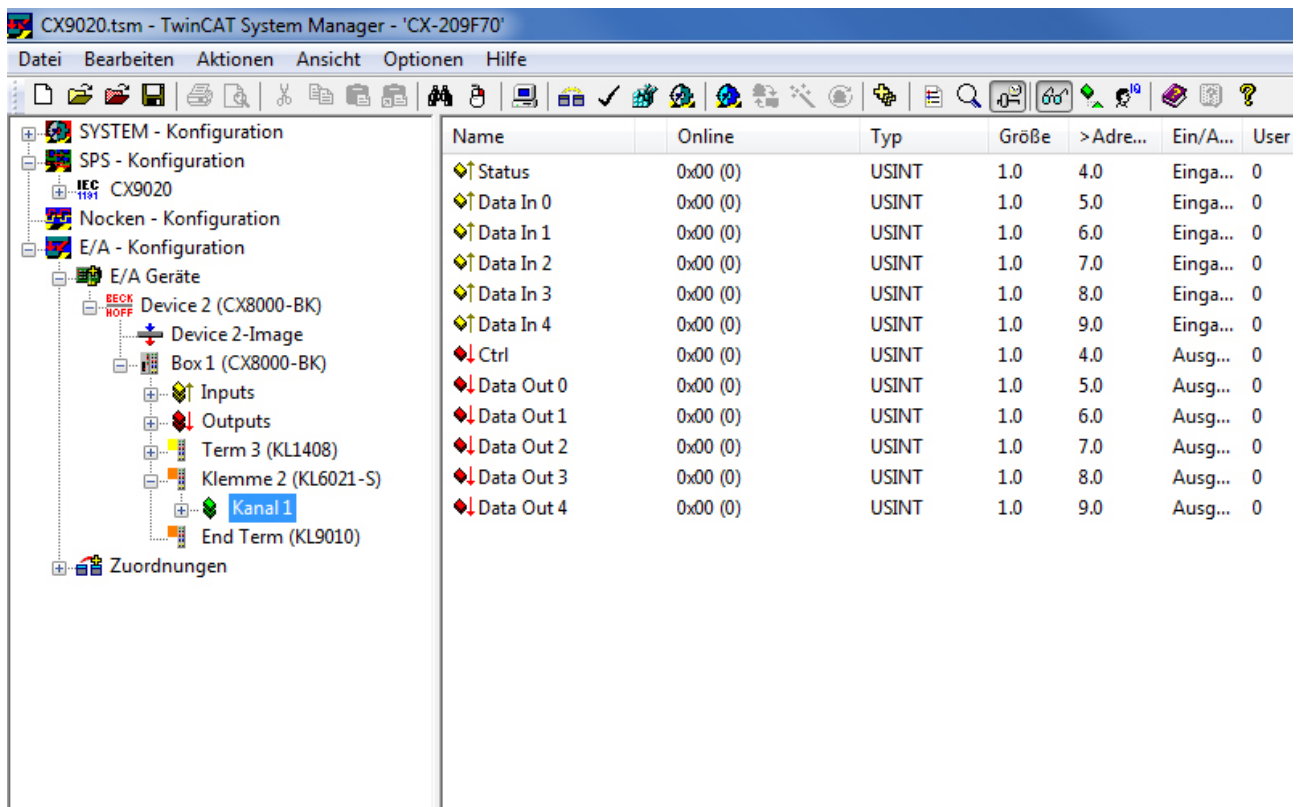 CX9020.tsm - TwinCAT System Manager - 'CX-209F70'
Datei Bearbeiten Aktionen Ansicht Optionen Hilfe
SYSTEM - Konfiguration
SPS - Konfiguration
IEC 1131 CX9020
Nocken - Konfiguration
E/A - Konfiguration
E/A Geräte
BECK HOFF Device 2 (CX8000-BK)
Device 2-Image
Box 1 (CX8000-BK)
Inputs
Outputs
Term 3 (KL1408)
Klemme 2 (KL6021-S)
Kanal 1
End Term (KL9010)
Zuordnungen
Name Online Typ Größe >Adre... Ein/A... User
Status 0x00 (0) USINT 1.0 4.0 Einga... 0
Data In 0 0x00 (0) USINT 1.0 5.0 Einga... 0
Data In 1 0x00 (0) USINT 1.0 6.0 Einga... 0
Data In 2 0x00 (0) USINT 1.0 7.0 Einga... 0
Data In 3 0x00 (0) USINT 1.0 8.0 Einga... 0
Data In 4 0x00 (0) USINT 1.0 9.0 Einga... 0
Ctrl 0x00 (0) USINT 1.0 4.0 Ausg... 0
Data Out 0 0x00 (0) USINT 1.0 5.0 Ausg... 0
Data Out 1 0x00 (0) USINT 1.0 6.0 Ausg... 0
Data Out 2 0x00 (0) USINT 1.0 7.0 Ausg... 0
Data Out 3 0x00 (0) USINT 1.0 8.0 Ausg... 0
Data Out 4 0x00 (0) USINT 1.0 9.0 Ausg... 0